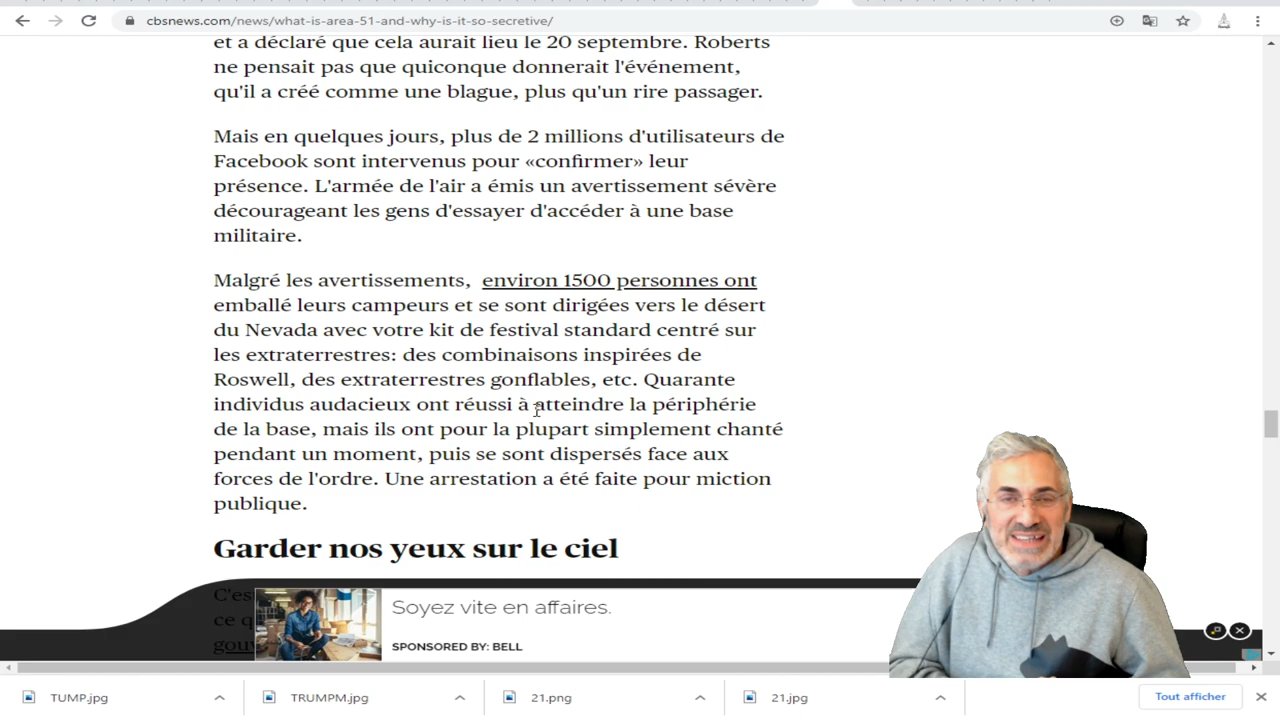 cbsnews.com/news/what-is-area-51-and-why-is-it-so-secretive/
et a déclaré que cela aurait lieu le 20 septembre. Roberts
ne pensait pas que quiconque donnerait l'événement,
qu'il a créé comme une blague, plus qu'un rire passager.
Mais en quelques jours, plus de 2 millions d'utilisateurs de
Facebook sont intervenus pour «confirmer» leur
présence. L'armée de l'air a émis un avertissement sévère
décourageant les gens d'essayer d'accéder à une base
militaire.
Malgré les avertissements, environ 1500 personnes ont
emballé leurs campeurs et se sont dirigées vers le désert
du Nevada avec votre kit de festival standard centré sur
les extraterrestres: des combinaisons inspirées de
Roswell, des extraterrestres gonflables, etc. Quarante
individus audacieux ont réussi à atteindre la périphérie
de la base, mais ils ont pour la plupart simplement chanté
pendant un moment, puis se sont dispersés face aux
forces de l'ordre. Une arrestation a été faite pour miction
publique.
Garder nos yeux sur le ciel
C'es
ce q
gouv
Soyez vite en affaires.
SPONSORED BY: BELL
TUMP.jpg
TRUMPM.jpg
21.png
21.jpg
Tout afficher